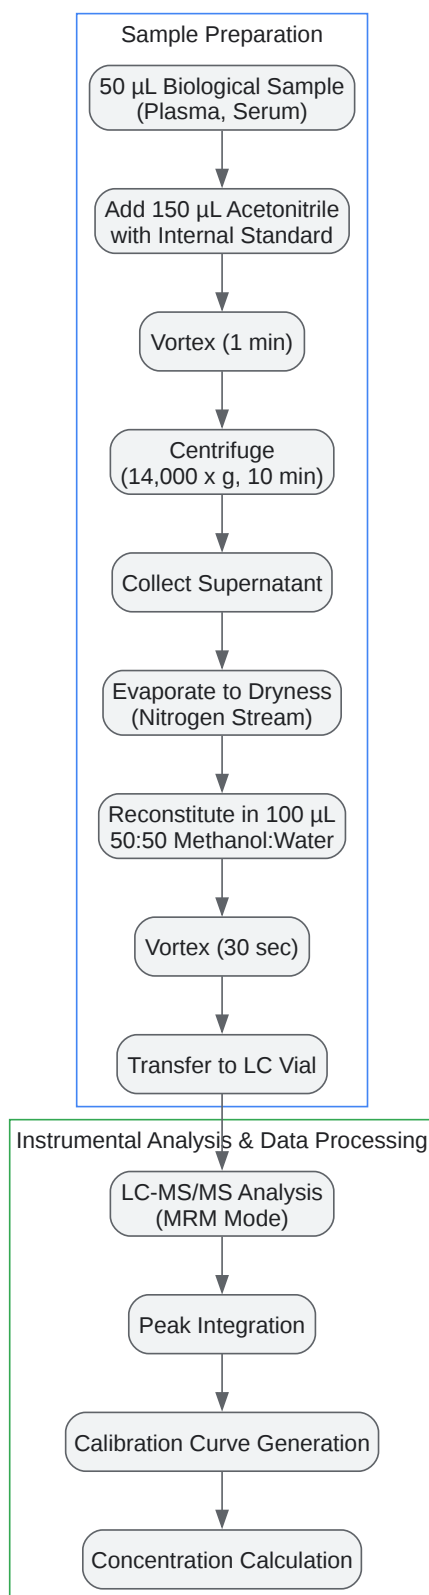 Sample Preparation
50 µL Biological Sample
(Plasma, Serum)
Add 150 µL Acetonitrile
with Internal Standard
Vortex (1 min)
Centrifuge
(14,000 x g, 10 min)
Collect Supernatant
Evaporate to Dryness
(Nitrogen Stream)
Reconstitute in 100 µL
50:50 Methanol:Water
Vortex (30 sec)
Transfer to LC Vial
Instrumental Analysis & Data Processing
LC-MS/MS Analysis
(MRM Mode)
Peak Integration
Calibration Curve Generation
Concentration Calculation